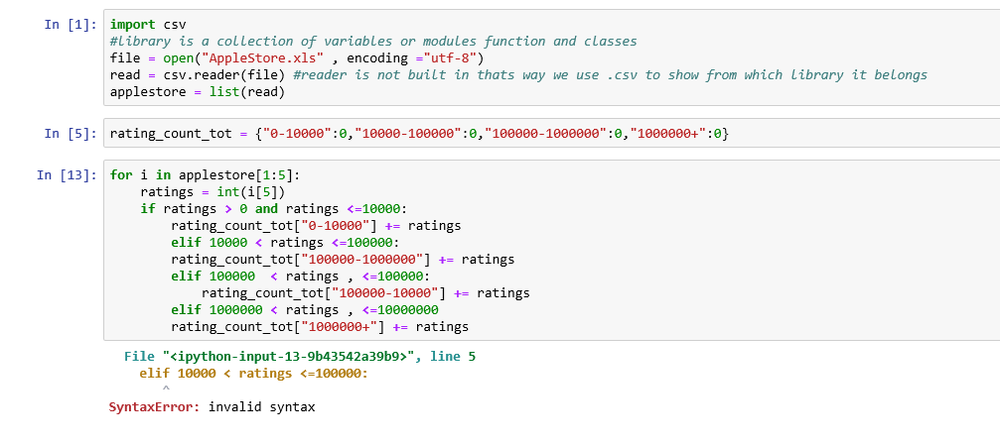 In [1]: import csv
#library is a collection of variables or modules function and classes
file = open("AppleStore.xls" , encoding ="utf-8")
read = csv.reader(file) #reader is not built in thats way we use .csv to show from which library it belongs
applestore = list(read)
In [5]: rating_count_tot = {"0-10000":0,"10000-100000":0,"100000-1000000":0,"1000000+":0}
In [13]: for i in applestore[1:5]:
    ratings = int(i[5])
    if ratings > 0 and ratings <=10000:
        rating_count_tot["0-10000"] += ratings
        elif 10000 < ratings <=100000:
        rating_count_tot["100000-1000000"] += ratings
        elif 100000  < ratings , <=100000:
            rating_count_tot["100000-10000"] += ratings
        elif 1000000 < ratings , <=10000000
        rating_count_tot["1000000+"] += ratings
File "<ipython-input-13-9b43542a39b9>", line 5
    elif 10000 < ratings <=100000:
       ^
SyntaxError: invalid syntax